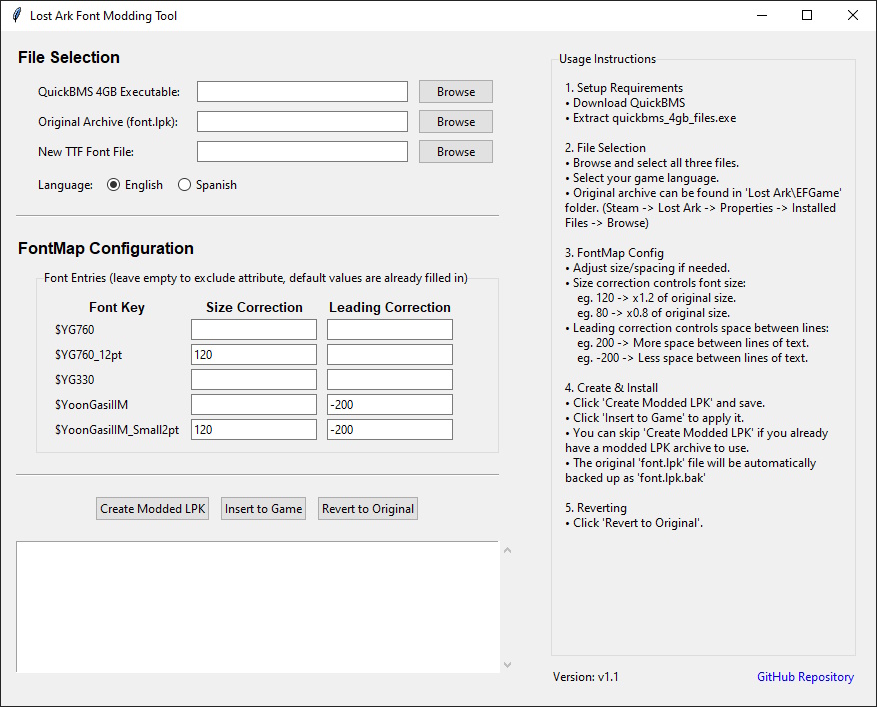 Lost Ark Font Modding Tool
File Selection
QuickBMS 4GB Executable:
Browse
Original Archive (font.lpk):
Browse
New TTF Font File:
Browse
Language: English Spanish
FontMap Configuration
Font Entries (leave empty to exclude attribute, default values are already filled in)
Font Key Size Correction Leading Correction
$YG760
$YG760_12pt 120
$YG330
$YoonGasiIIM -200
$YoonGasiIIM_Small2pt 120 -200
Create Modded LPK Insert to Game Revert to Original
Usage Instructions
1. Setup Requirements
• Download QuickBMS
• Extract quickbms_4gb_files.exe
2. File Selection
• Browse and select all three files.
• Select your game language.
• Original archive can be found in 'Lost Ark\EFGame'
folder. (Steam -> Lost Ark -> Properties -> Installed
Files -> Browse)
3. FontMap Config
• Adjust size/spacing if needed.
• Size correction controls font size:
eg. 120 -> x1.2 of original size.
eg. 80 -> x0.8 of original size.
• Leading correction controls space between lines:
eg. 200 -> More space between lines of text.
eg. -200 -> Less space between lines of text.
4. Create & Install
• Click 'Create Modded LPK' and save.
• Click 'Insert to Game' to apply it.
• You can skip 'Create Modded LPK' if you already
have a modded LPK archive to use.
• The original 'font.lpk' file will be automatically
backed up as 'font.lpk.bak'
5. Reverting
• Click 'Revert to Original'.
Version: v1.1
GitHub Repository